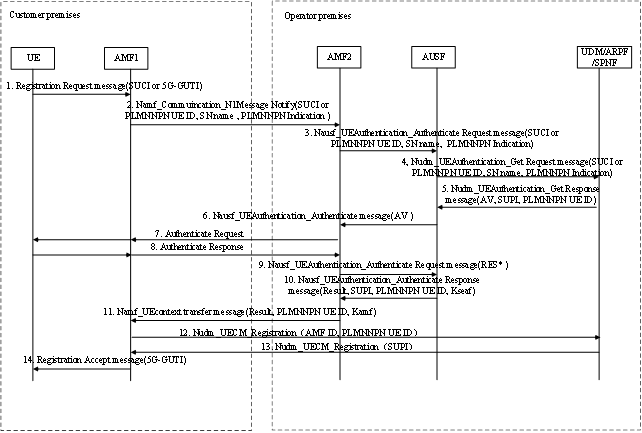 Customer premises
Operator premises
UE
AMF1
AMF2
AUSF
UDM/ARPF
/SPNF
1. Registration Request message(SUCI or 5G-GUTI)
2. Namf_Commuincation_N1Message Notify(SUCI or
PLMNNPN UE ID, SN name , PLMNNPN Indication )
3. Nausf_UEAuthentication_Authenticate Request message(SUCI or
PLMNNPN UE ID, SN name, PLMNNPN Indication)
4, Nudm_UEAuthentication_Get Request message(SUCI or
PLMNNPN UE ID, SN name, PLMNNPN Indication)
5. Nudm_UEAuthentication_Get Response
message(AV, SUPI, PLMNNPN UE ID )
6. Nausf_UEAuthentication_Authenticate message(AV )
7. Authenticate Request
8. Authenticate Response
9. Nausf_UEAuthentication_Authenticate Request message(RES* )
10. Nausf_UEAuthentication_Authenticate Response
message(Result, SUPI, PLMNNPN UE ID, Kseaf)
11. Namf_UEcontext transfer message(Result, PLMNNPN UE ID, Kamf)
12. Nudm_UECM_Registration (AMF ID, PLMNNPN UE ID)
13. Nudm_UECM_Registration (SUPI)
14. Registration Accept message(5G-GUTI)